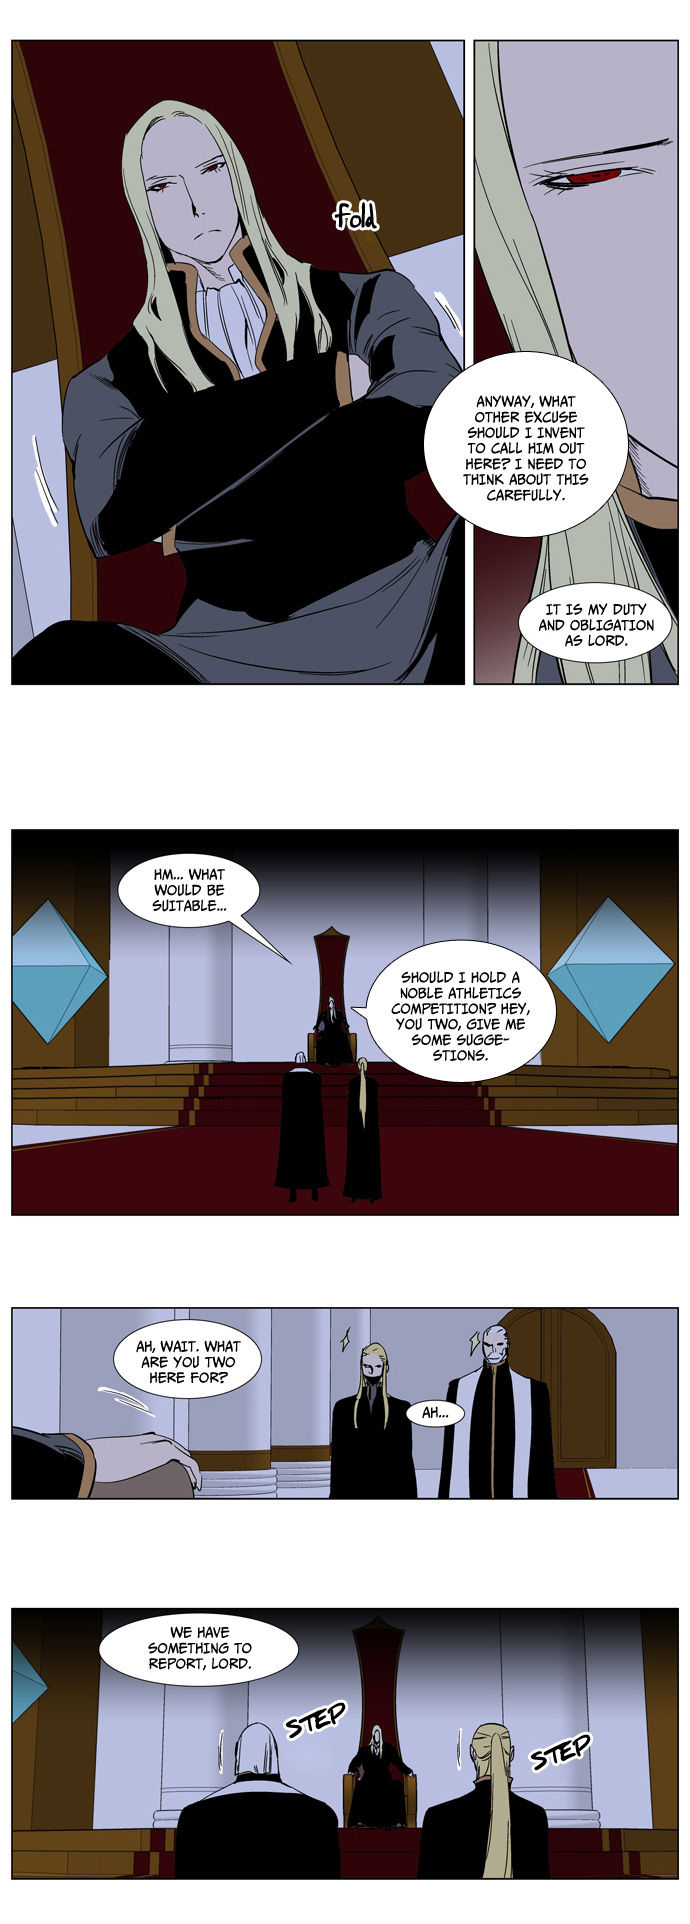 fold
ANYWAY, WHAT
OTHER EXCUSE
SHOULD I INVENT
TO CALL HIM OUT
HERE? I NEED TO
THINK ABOUT THIS
CAREFULLY.
IT IS MY DUTY
AND OBLIGATION
AS LORD.
HM... WHAT
WOULD BE
SUITABLE...
SHOULD I HOLD A
NOBLE ATHLETICS
COMPETITION? HEY,
YOU TWO, GIVE ME
SOME SUGGE-
STIONS.
AH, WAIT. WHAT
ARE YOU TWO
HERE FOR?
AH...
WE HAVE
SOMETHING TO
REPORT, LORD.
STEP
STEP